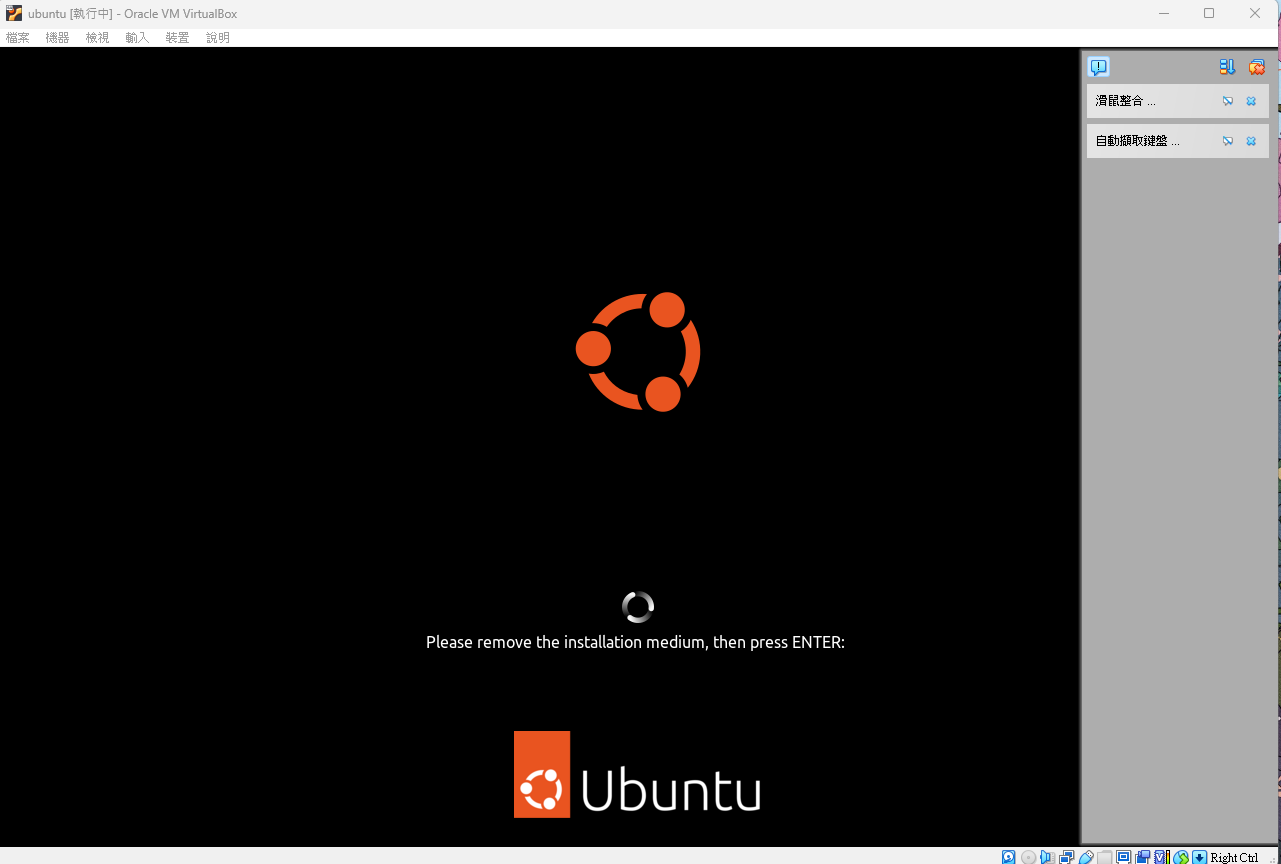 ubuntu [執行中] - Oracle VM VirtualBox
檔案 機器 檢視 輸入 裝置 說明
滑鼠整合 ...
自動擷取鍵盤 ...
Please remove the installation medium, then press ENTER:
Ubuntu
Right Ctrl